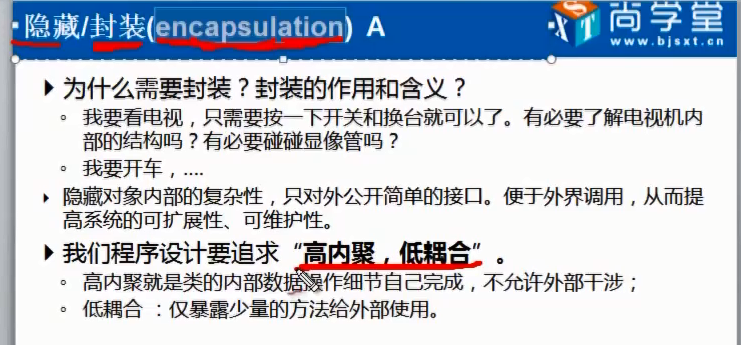 隐藏/封装(encapsulation) A
尚学堂
www.bjsxt.cn
为什么需要封装？封装的作用和含义？
我要看电视，只需要按一下开关和换台就可以了。有必要了解电视机内
部的结构吗？有必要碰碰显像管吗？
我要开车，....
隐藏对象内部的复杂性，只对外公开简单的接口。便于外界调用，从而提
高系统的可扩展性、可维护性。
我们程序设计要追求“高内聚，低耦合”。
高内聚就是类的内部数据操作细节自己完成，不允许外部干涉；
低耦合 ：仅暴露少量的方法给外部使用。